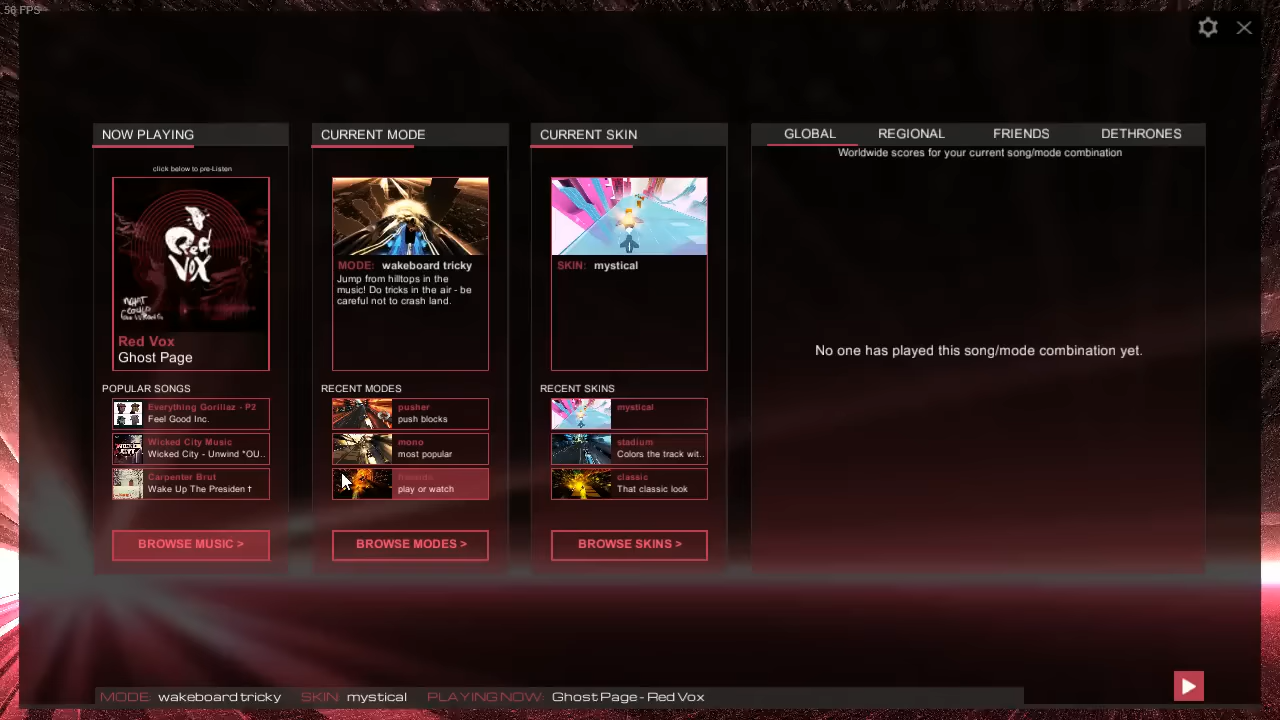 58 FPS
NOW PLAYING
click below to pre-Listen
Red Vox
Red Vox
Ghost Page
POPULAR SONGS
Everything Gorillaz - P2
Feel Good Inc.
Wicked City Music
Wicked City - Unwind *OU..
Carpenter Brut
Wake Up The Presiden †
BROWSE MUSIC >
CURRENT MODE
MODE: wakeboard tricky
Jump from hilltops in the
music! Do tricks in the air - be
careful not to crash land.
RECENT MODES
pusher
push blocks
mono
most popular
play or watch
BROWSE MODES >
CURRENT SKIN
SKIN: mystical
RECENT SKINS
mystical
stadium
Colors the track wit..
classic
That classic look
BROWSE SKINS >
GLOBAL REGIONAL FRIENDS DETHRONES
Worldwide scores for your current song/mode combination
No one has played this song/mode combination yet.
MODE: wakeboard tricky SKIN: mystical PLAYING NOW: Ghost Page - Red Vox